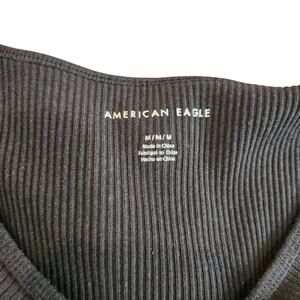 AMERICAN EAGLE
M/M/M
Made in China
Fabriqué en Chine
Hecho en China